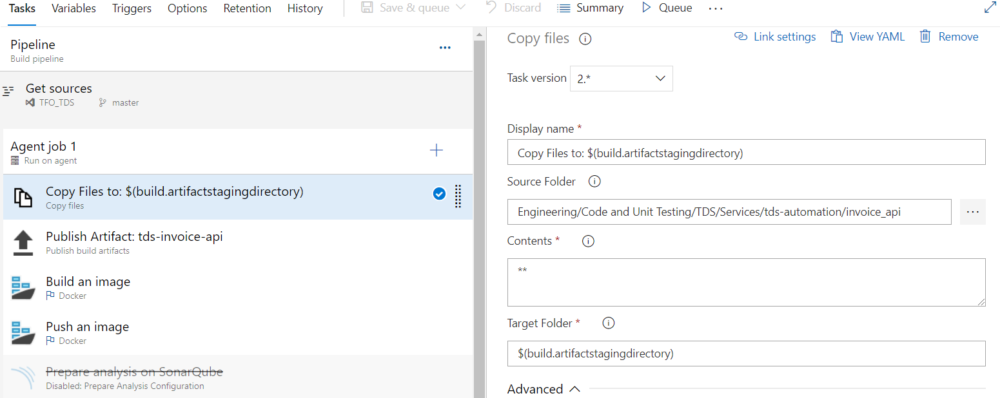 Tasks Variables Triggers Options Retention History Save & queue Discard Summary Queue ...
Pipeline
Build pipeline
...
Get sources
TFO_TDS master
Agent job 1
Run on agent
Copy Files to: $(build.artifactstagingdirectory)
Copy files
Publish Artifact: tds-invoice-api
Publish build artifacts
Build an image
Docker
Push an image
Docker
Prepare analysis on SonarQube
Disabled: Prepare Analysis Configuration
Copy files Link settings View YAML Remove
Task version 2.*
Display name *
Copy Files to: $(build.artifactstagingdirectory)
Source Folder
Engineering/Code and Unit Testing/TDS/Services/tds-automation/invoice_api ...
Contents *
**
Target Folder *
$(build.artifactstagingdirectory)
Advanced